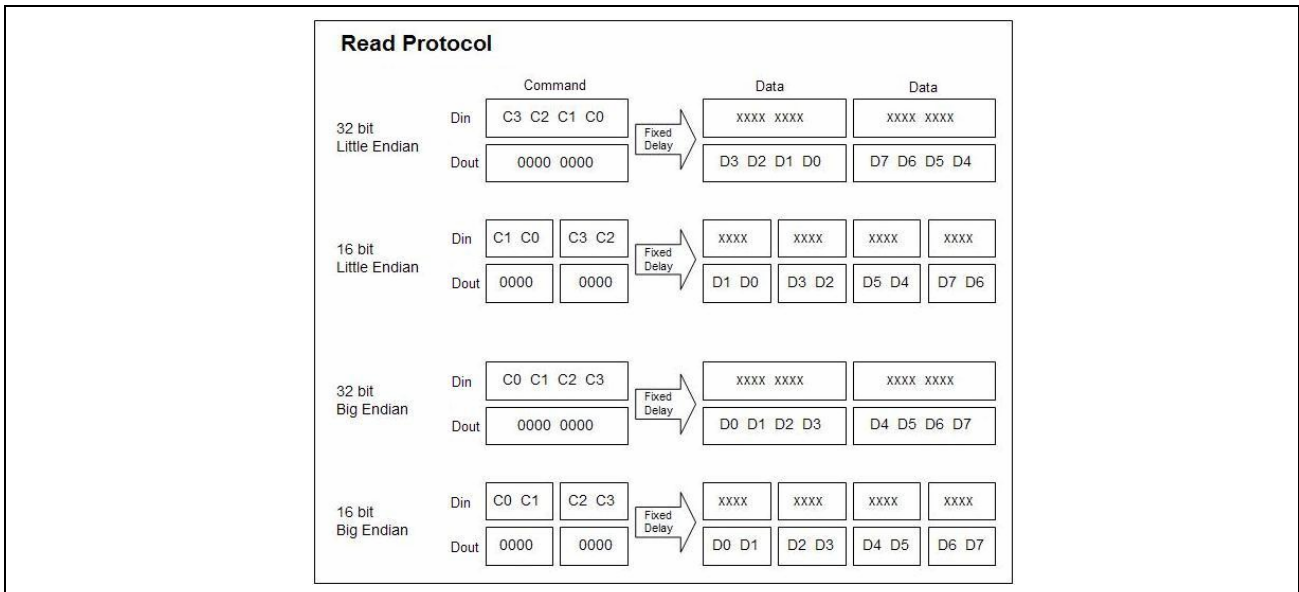 Read Protocol
Command Data Data
32 bit
Little Endian
Din C3 C2 C1 C0 xxxx xxxx xxxx xxxx
Fixed
Delay
Dout 0000 0000 D3 D2 D1 D0 D7 D6 D5 D4
16 bit
Little Endian
Din C1 C0 C3 C2 xxxx xxxx xxxx xxxx
Fixed
Delay
Dout 0000 0000 D1 D0 D3 D2 D5 D4 D7 D6
32 bit
Big Endian
Din C0 C1 C2 C3 xxxx xxxx xxxx xxxx
Fixed
Delay
Dout 0000 0000 D0 D1 D2 D3 D4 D5 D6 D7
16 bit
Big Endian
Din C0 C1 C2 C3 xxxx xxxx xxxx xxxx
Fixed
Delay
Dout 0000 0000 D0 D1 D2 D3 D4 D5 D6 D7